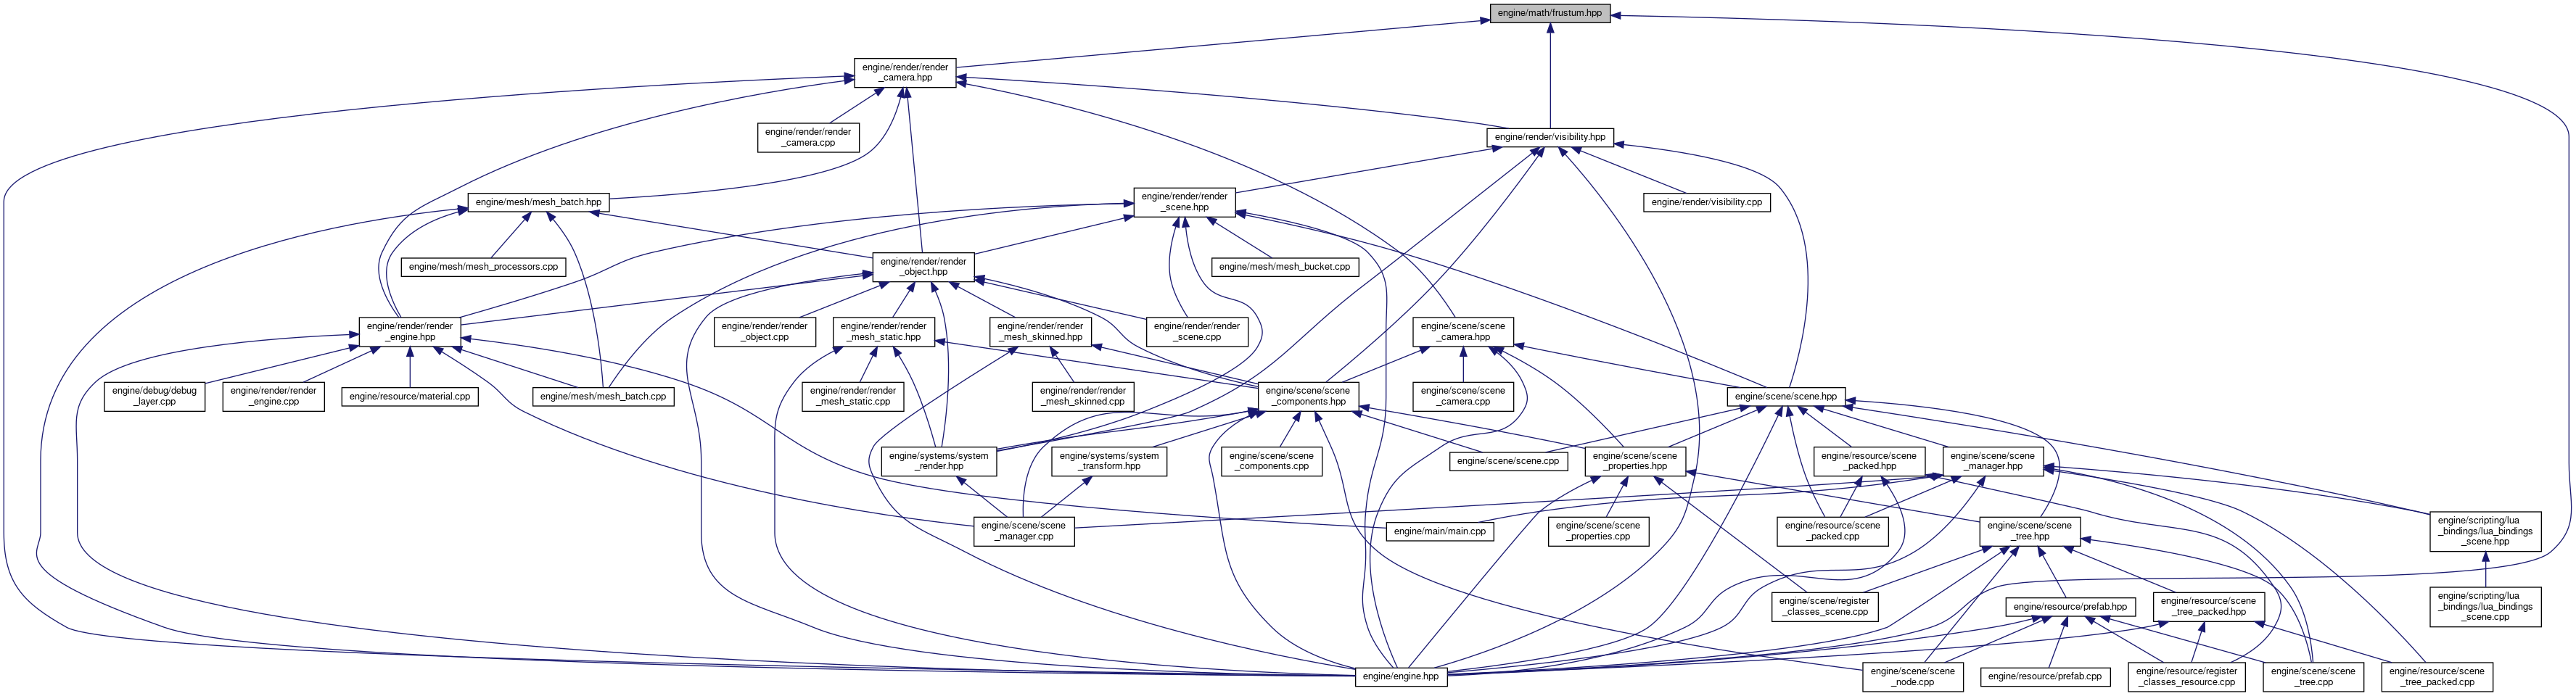 engine/math/frustum.hpp
engine/render/render
_camera.hpp
engine/render/render
_camera.cpp
engine/render/visibility.hpp
engine/mesh/mesh_batch.hpp
engine/render/render
_scene.hpp
engine/render/visibility.cpp
engine/mesh/mesh_processors.cpp
engine/render/render
_object.hpp
engine/mesh/mesh_bucket.cpp
engine/render/render
_engine.hpp
engine/render/render
_object.cpp
engine/render/render
_mesh_static.hpp
engine/render/render
_mesh_skinned.hpp
engine/render/render
_scene.cpp
engine/scene/scene
_camera.hpp
engine/debug/debug
_layer.cpp
engine/render/render
_engine.cpp
engine/resource/material.cpp
engine/mesh/mesh_batch.cpp
engine/render/render
_mesh_static.cpp
engine/render/render
_mesh_skinned.cpp
engine/scene/scene
_components.hpp
engine/scene/scene
_camera.cpp
engine/scene/scene.hpp
engine/systems/system
_render.hpp
engine/systems/system
_transform.hpp
engine/scene/scene
_components.cpp
engine/scene/scene.cpp
engine/scene/scene
_properties.hpp
engine/resource/scene
_packed.hpp
engine/scene/scene
_manager.hpp
engine/scene/scene
_manager.cpp
engine/main/main.cpp
engine/scene/scene
_properties.cpp
engine/resource/scene
_packed.cpp
engine/scene/scene
_tree.hpp
engine/scripting/lua
_bindings/lua_bindings
_scene.hpp
engine/scene/register
_classes_scene.cpp
engine/resource/prefab.hpp
engine/resource/scene
_tree_packed.hpp
engine/scripting/lua
_bindings/lua_bindings
_scene.cpp
engine/engine.hpp
engine/scene/scene
_node.cpp
engine/resource/prefab.cpp
engine/resource/register
_classes_resource.cpp
engine/scene/scene
_tree.cpp
engine/resource/scene
_tree_packed.cpp